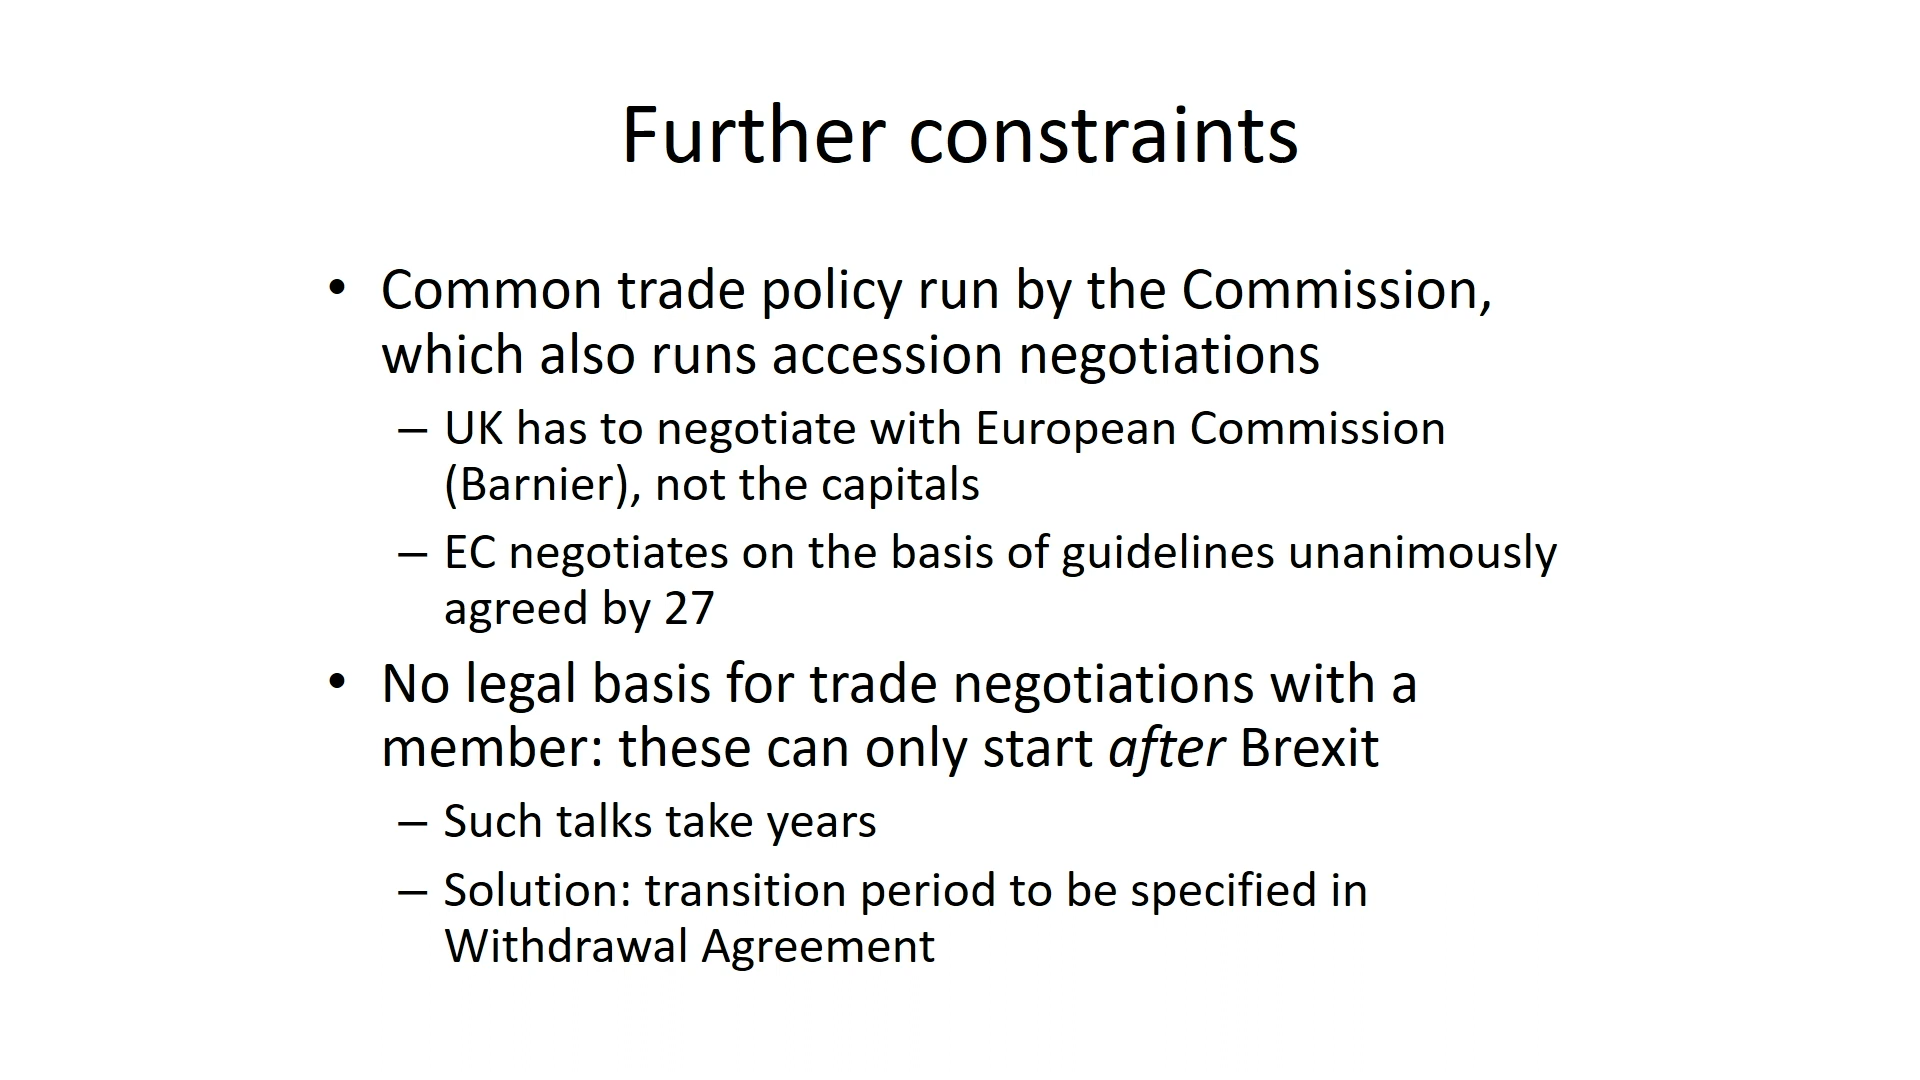 Further constraints
• Common trade policy run by the Commission,
which also runs accession negotiations
– UK has to negotiate with European Commission
(Barnier), not the capitals
– EC negotiates on the basis of guidelines unanimously
agreed by 27
• No legal basis for trade negotiations with a
member: these can only start after Brexit
– Such talks take years
– Solution: transition period to be specified in
Withdrawal Agreement